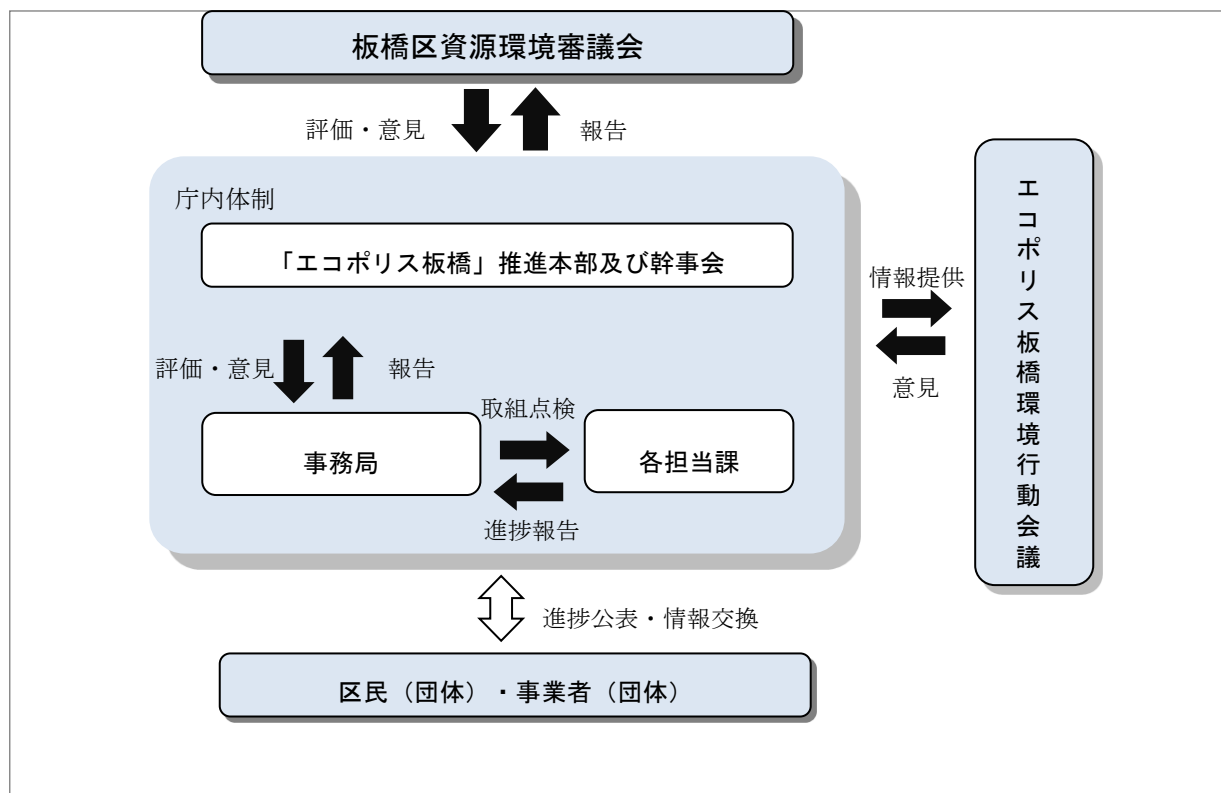 板橋区資源環境審議会
評価・意見
報告
庁内体制
「エコポリス板橋」推進本部及び幹事会
評価・意見
報告
取組点検
事務局
各担当課
進捗報告
情報提供
意見
エコポリス板橋環境行動会議
進捗公表・情報交換
区民（団体）・事業者（団体）